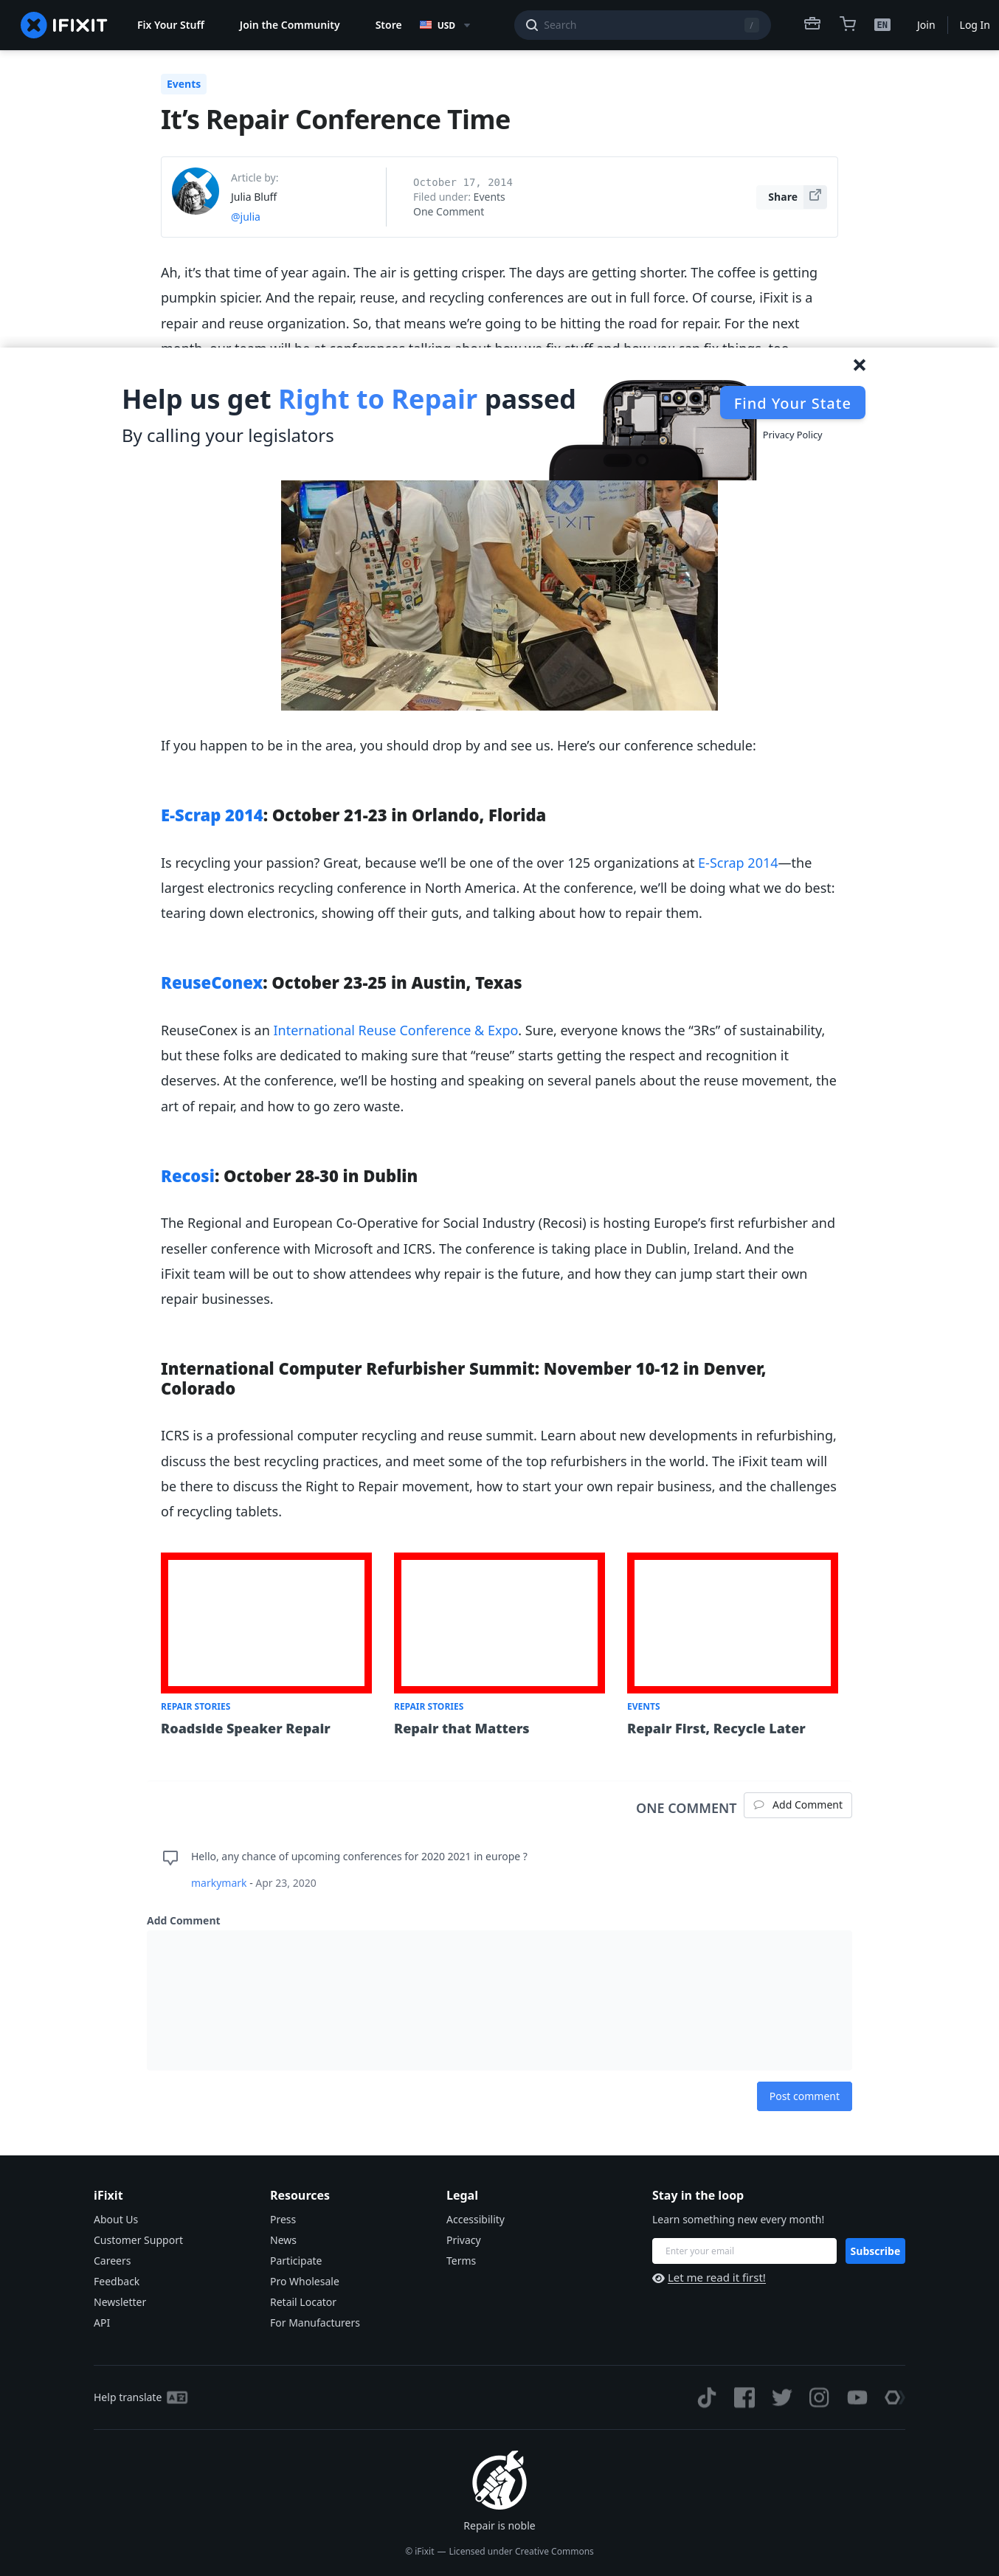 IFIXIT
Fix Your Stuff
Join the Community
Store
USD
Search
/
EN
Join
Log In
Events
It’s Repair Conference Time
Article by:
Julia Bluff
@julia
October 17, 2014
Filed under: Events
One Comment
Share
Ah, it’s that time of year again. The air is getting crisper. The days are getting shorter. The coffee is getting
pumpkin spicier. And the repair, reuse, and recycling conferences are out in full force. Of course, iFixit is a
repair and reuse organization. So, that means we’re going to be hitting the road for repair. For the next
month, our team will be at conferences talking about how we fix stuff and how you can fix things, too.
Help us get Right to Repair passed
By calling your legislators
Find Your State
Privacy Policy
ARM
IFIXIT
If you happen to be in the area, you should drop by and see us. Here’s our conference schedule:
E-Scrap 2014: October 21-23 in Orlando, Florida
Is recycling your passion? Great, because we’ll be one of the over 125 organizations at E-Scrap 2014—the
largest electronics recycling conference in North America. At the conference, we’ll be doing what we do best:
tearing down electronics, showing off their guts, and talking about how to repair them.
ReuseConex: October 23-25 in Austin, Texas
ReuseConex is an International Reuse Conference & Expo. Sure, everyone knows the “3Rs” of sustainability,
but these folks are dedicated to making sure that “reuse” starts getting the respect and recognition it
deserves. At the conference, we’ll be hosting and speaking on several panels about the reuse movement, the
art of repair, and how to go zero waste.
Recosi: October 28-30 in Dublin
The Regional and European Co-Operative for Social Industry (Recosi) is hosting Europe’s first refurbisher and
reseller conference with Microsoft and ICRS. The conference is taking place in Dublin, Ireland. And the
iFixit team will be out to show attendees why repair is the future, and how they can jump start their own
repair businesses.
International Computer Refurbisher Summit: November 10-12 in Denver,
Colorado
ICRS is a professional computer recycling and reuse summit. Learn about new developments in refurbishing,
discuss the best recycling practices, and meet some of the top refurbishers in the world. The iFixit team will
be there to discuss the Right to Repair movement, how to start your own repair business, and the challenges
of recycling tablets.
REPAIR STORIES
Roadside Speaker Repair
REPAIR STORIES
Repair that Matters
EVENTS
Repair First, Recycle Later
ONE COMMENT
Add Comment
Hello, any chance of upcoming conferences for 2020 2021 in europe ?
markymark - Apr 23, 2020
Add Comment
Post comment
iFixit
About Us
Customer Support
Careers
Feedback
Newsletter
API
Resources
Press
News
Participate
Pro Wholesale
Retail Locator
For Manufacturers
Legal
Accessibility
Privacy
Terms
Stay in the loop
Learn something new every month!
Enter your email
Subscribe
Let me read it first!
Help translate
Repair is noble
© iFixit — Licensed under Creative Commons